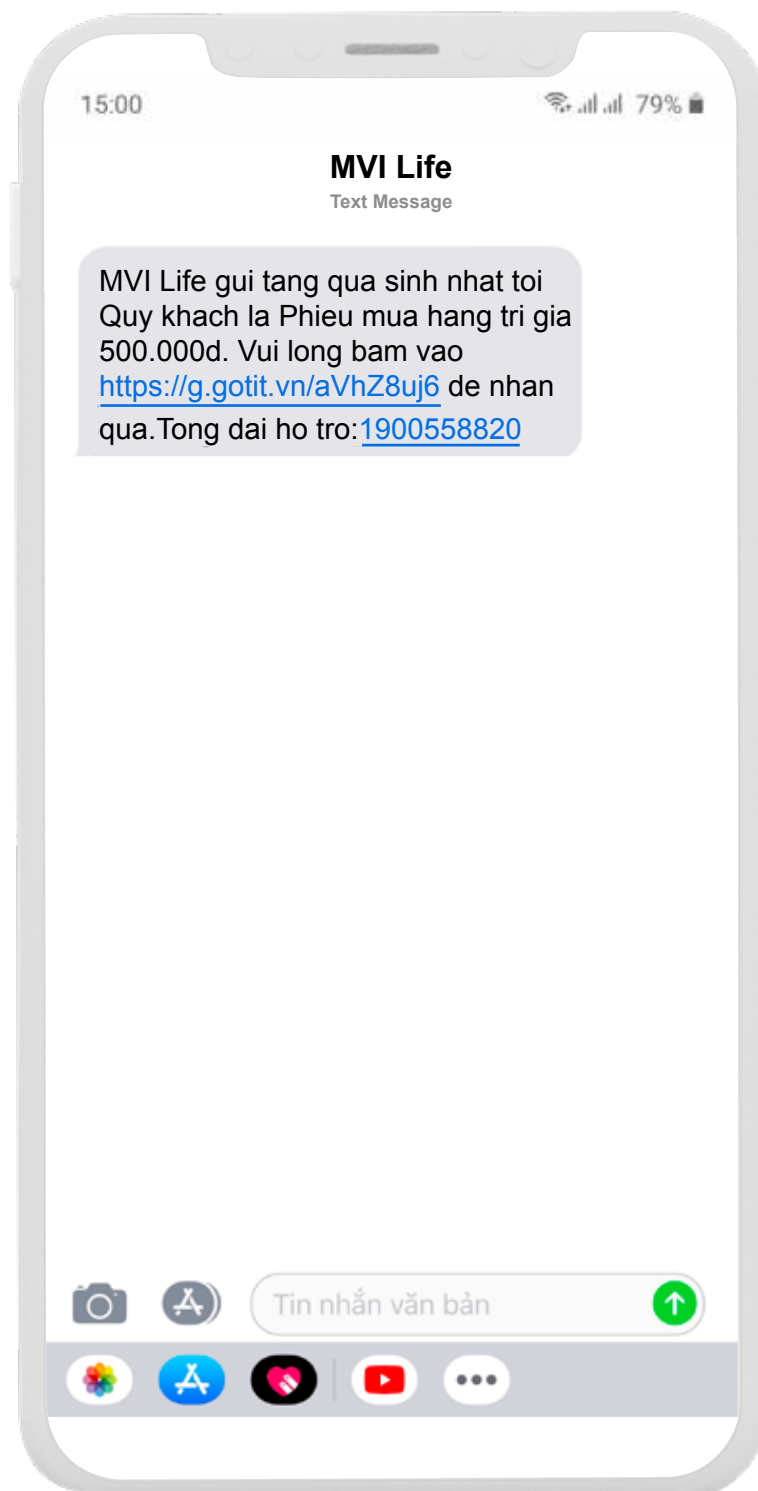 15:00 79%
MVI Life
Text Message
MVI Life gui tang qua sinh nhat toi
Quy khach la Phieu mua hang tri gia
500.000d. Vui long bam vao
https://g.gotit.vn/aVhZ8uj6 de nhan
qua.Tong dai ho tro:1900558820
Tin nhắn văn bản